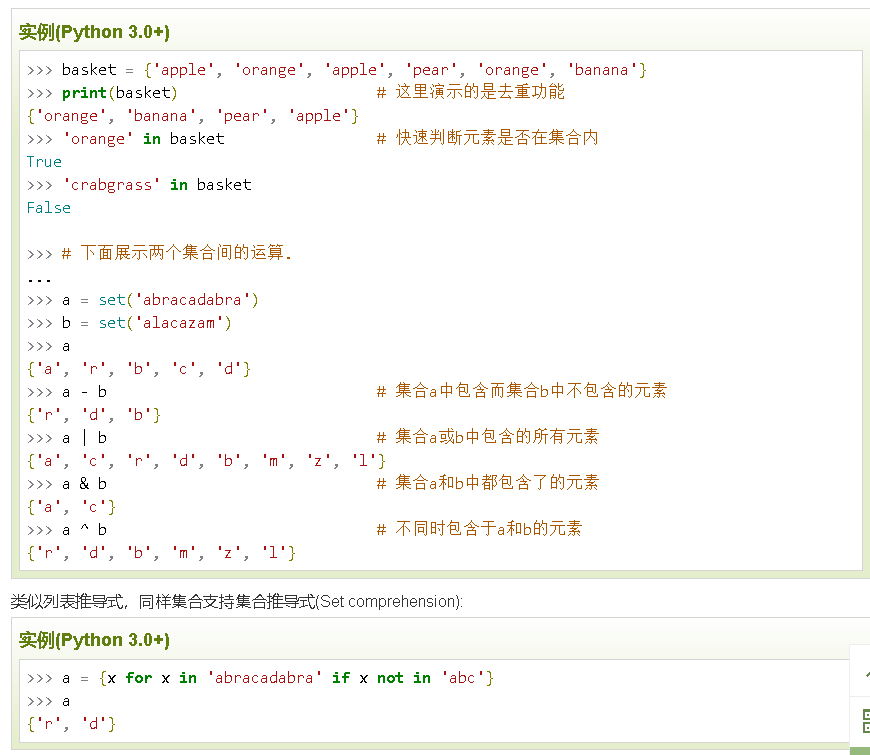 实例(Python 3.0+)
>>> basket = {'apple', 'orange', 'apple', 'pear', 'orange', 'banana'}
>>> print(basket)                      # 这里演示的是去重功能
{'orange', 'banana', 'pear', 'apple'}
>>> 'orange' in basket                 # 快速判断元素是否在集合内
True
>>> 'crabgrass' in basket
False
>>> # 下面展示两个集合间的运算.
...
>>> a = set('abracadabra')
>>> b = set('alacazam')
>>> a
{'a', 'r', 'b', 'c', 'd'}
>>> a - b                              # 集合a中包含而集合b中不包含的元素
{'r', 'd', 'b'}
>>> a | b                              # 集合a或b中包含的所有元素
{'a', 'c', 'r', 'd', 'b', 'm', 'z', 'l'}
>>> a & b                              # 集合a和b中都包含了的元素
{'a', 'c'}
>>> a ^ b                              # 不同时包含于a和b的元素
{'r', 'd', 'b', 'm', 'z', 'l'}
类似列表推导式，同样集合支持集合推导式(Set comprehension):
实例(Python 3.0+)
>>> a = {x for x in 'abracadabra' if x not in 'abc'}
>>> a
{'r', 'd'}